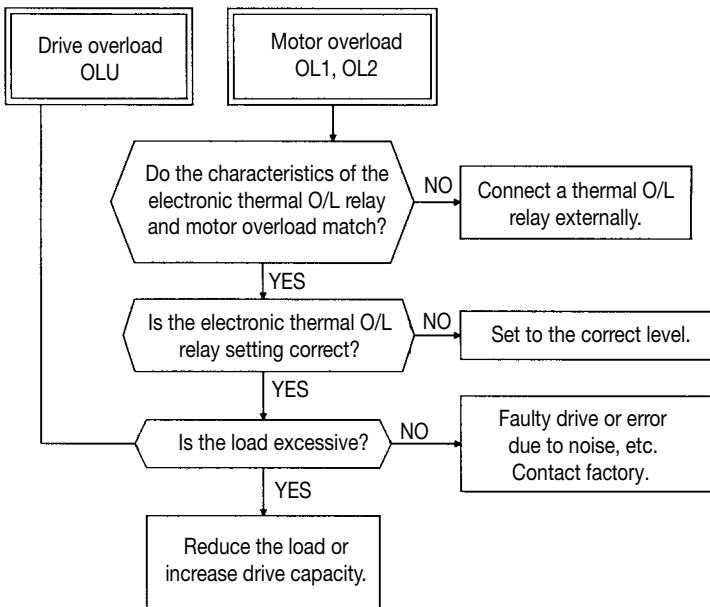 Drive overload
OLU
Motor overload
OL1, OL2
Do the characteristics of the
electronic thermal O/L relay
and motor overload match?
NO
Connect a thermal O/L
relay externally.
YES
Is the electronic thermal O/L
relay setting correct?
NO
Set to the correct level.
YES
Is the load excessive?
NO
Faulty drive or error
due to noise, etc.
Contact factory.
YES
Reduce the load or
increase drive capacity.